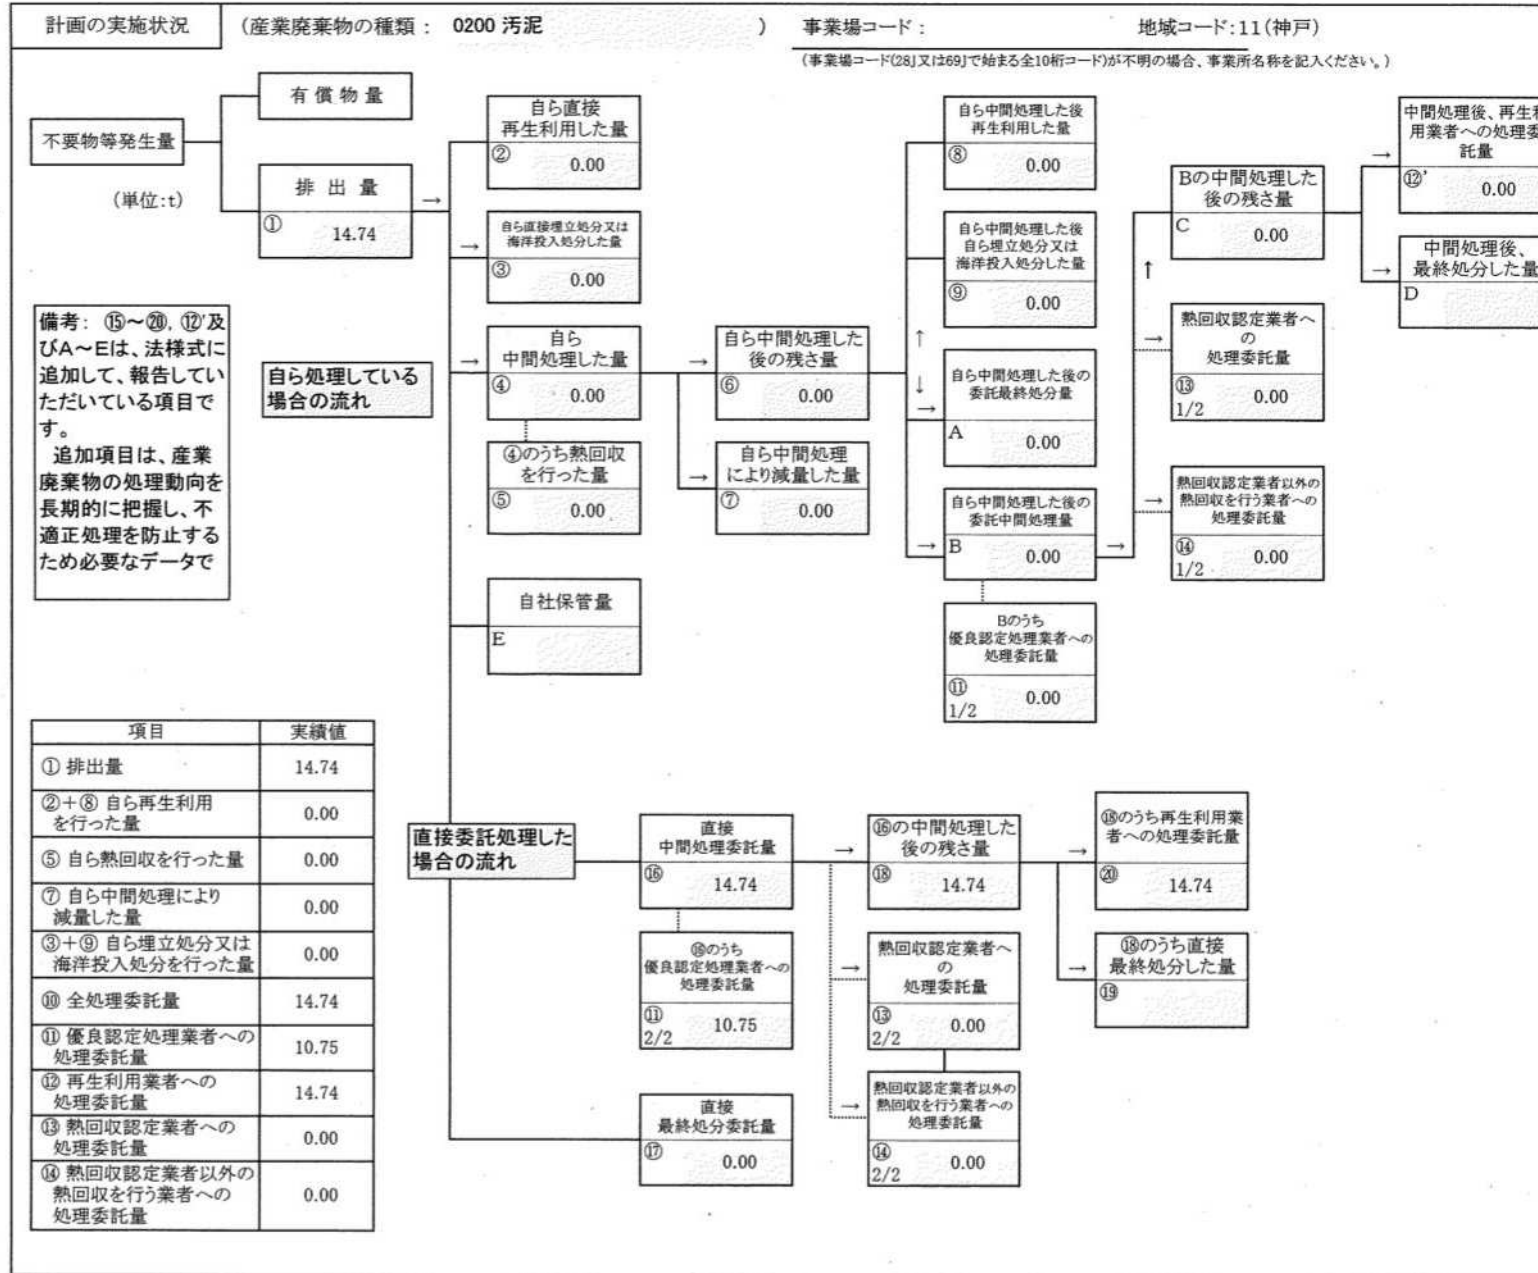 計画の実施状況
(産業廃棄物の種類： 0200 汚泥 )
事業場コード： 地域コード：11(神戸)
(事業場コード(28｣又は69｣で始まる全10桁コード)が不明の場合、事業所名称を記入ください。)
不要物等発生量
(単位:t)
有償物量
排出量
→
① 14.74
自ら直接
再生利用した量
② 0.00
→
自ら直接埋立処分又は
海洋投入処分した量
③ 0.00
→
自ら
中間処理した量
④ 0.00
④のうち熱回収
を行った量
⑤ 0.00
→
自ら中間処理した
後の残さ量
⑥ 0.00
→
自ら中間処理
により減量した量
⑦ 0.00
自社保管量
E
自ら中間処理した後
再生利用した量
⑧ 0.00
自ら中間処理した後
自ら埋立処分又は
海洋投入処分した量
⑨ 0.00
↑
↓
→
自ら中間処理した後の
委託最終処分量
A 0.00
→
自ら中間処理した後の
委託中間処理量
B 0.00
→
Bのうち
優良認定処理業者への
処理委託量
⑪
1/2 0.00
↑
Bの中間処理した
後の残さ量
C 0.00
→
熱回収認定業者へ
の
処理委託量
⑬
1/2 0.00
→
熱回収認定業者以外の
熱回収を行う業者への
処理委託量
⑭
1/2 0.00
→
中間処理後、再生利
用業者への処理委
託量
⑫' 0.00
→
中間処理後、
最終処分した量
D
備考： ⑮～⑳, ⑫'及
びA～Eは、法様式に
追加して、報告してい
ただいている項目で
す。
追加項目は、産業
廃棄物の処理動向を
長期的に把握し、不
適正処理を防止する
ため必要なデータで
自ら処理している
場合の流れ
項目 実績値
① 排出量 14.74
②＋⑧ 自ら再生利用
を行った量 0.00
⑤ 自ら熱回収を行った量 0.00
⑦ 自ら中間処理により
減量した量 0.00
③＋⑨ 自ら埋立処分又は
海洋投入処分を行った量 0.00
⑩ 全処理委託量 14.74
⑪ 優良認定処理業者への
処理委託量 10.75
⑫ 再生利用業者への
処理委託量 14.74
⑬ 熱回収認定業者への
処理委託量 0.00
⑭ 熱回収認定業者以外の
熱回収を行う業者への
処理委託量 0.00
直接委託処理した
場合の流れ
直接
中間処理委託量
⑯ 14.74
⑯のうち
優良認定処理業者への
処理委託量
⑪
2/2 10.75
直接
最終処分委託量
⑰ 0.00
→
⑯の中間処理した
後の残さ量
⑱ 14.74
→
熱回収認定業者へ
の
処理委託量
⑬
2/2 0.00
→
熱回収認定業者以外の
熱回収を行う業者への
処理委託量
⑭
2/2 0.00
→
⑱のうち再生利用業
者への処理委託量
⑳ 14.74
→
⑱のうち直接
最終処分した量
⑲